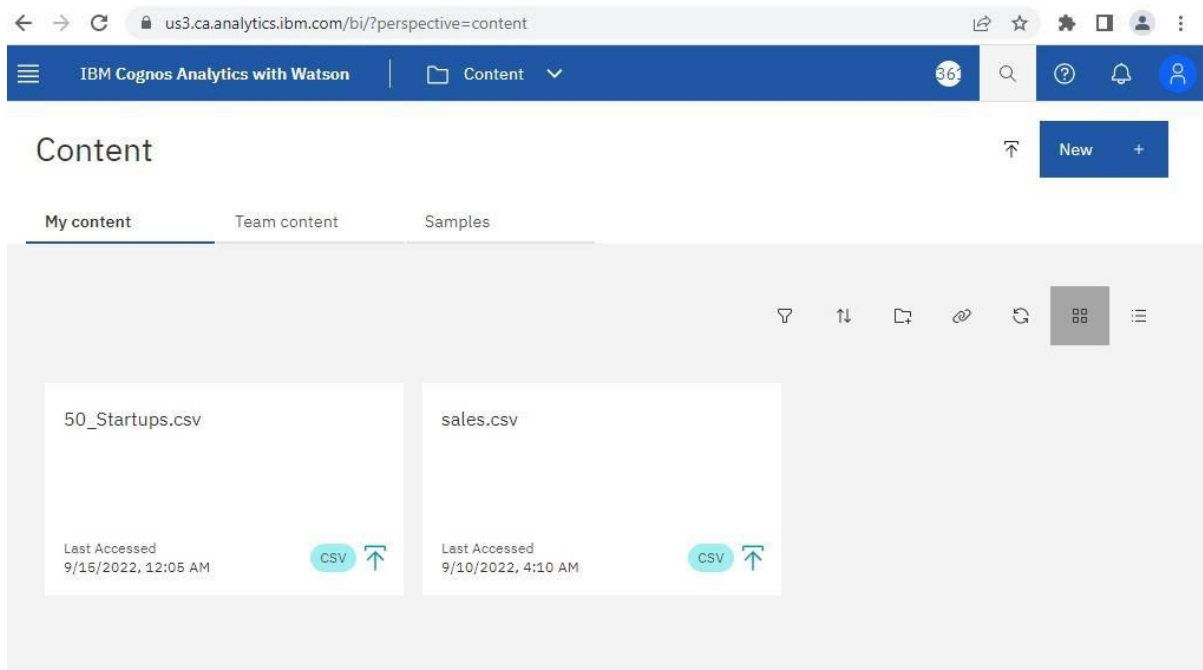 us3.ca.analytics.ibm.com/bi/?perspective=content
IBM Cognos Analytics with Watson Content 361
Content New +
My content Team content Samples
50_Startups.csv sales.csv
Last Accessed Last Accessed
9/15/2022, 12:05 AM CSV 9/10/2022, 4:10 AM CSV